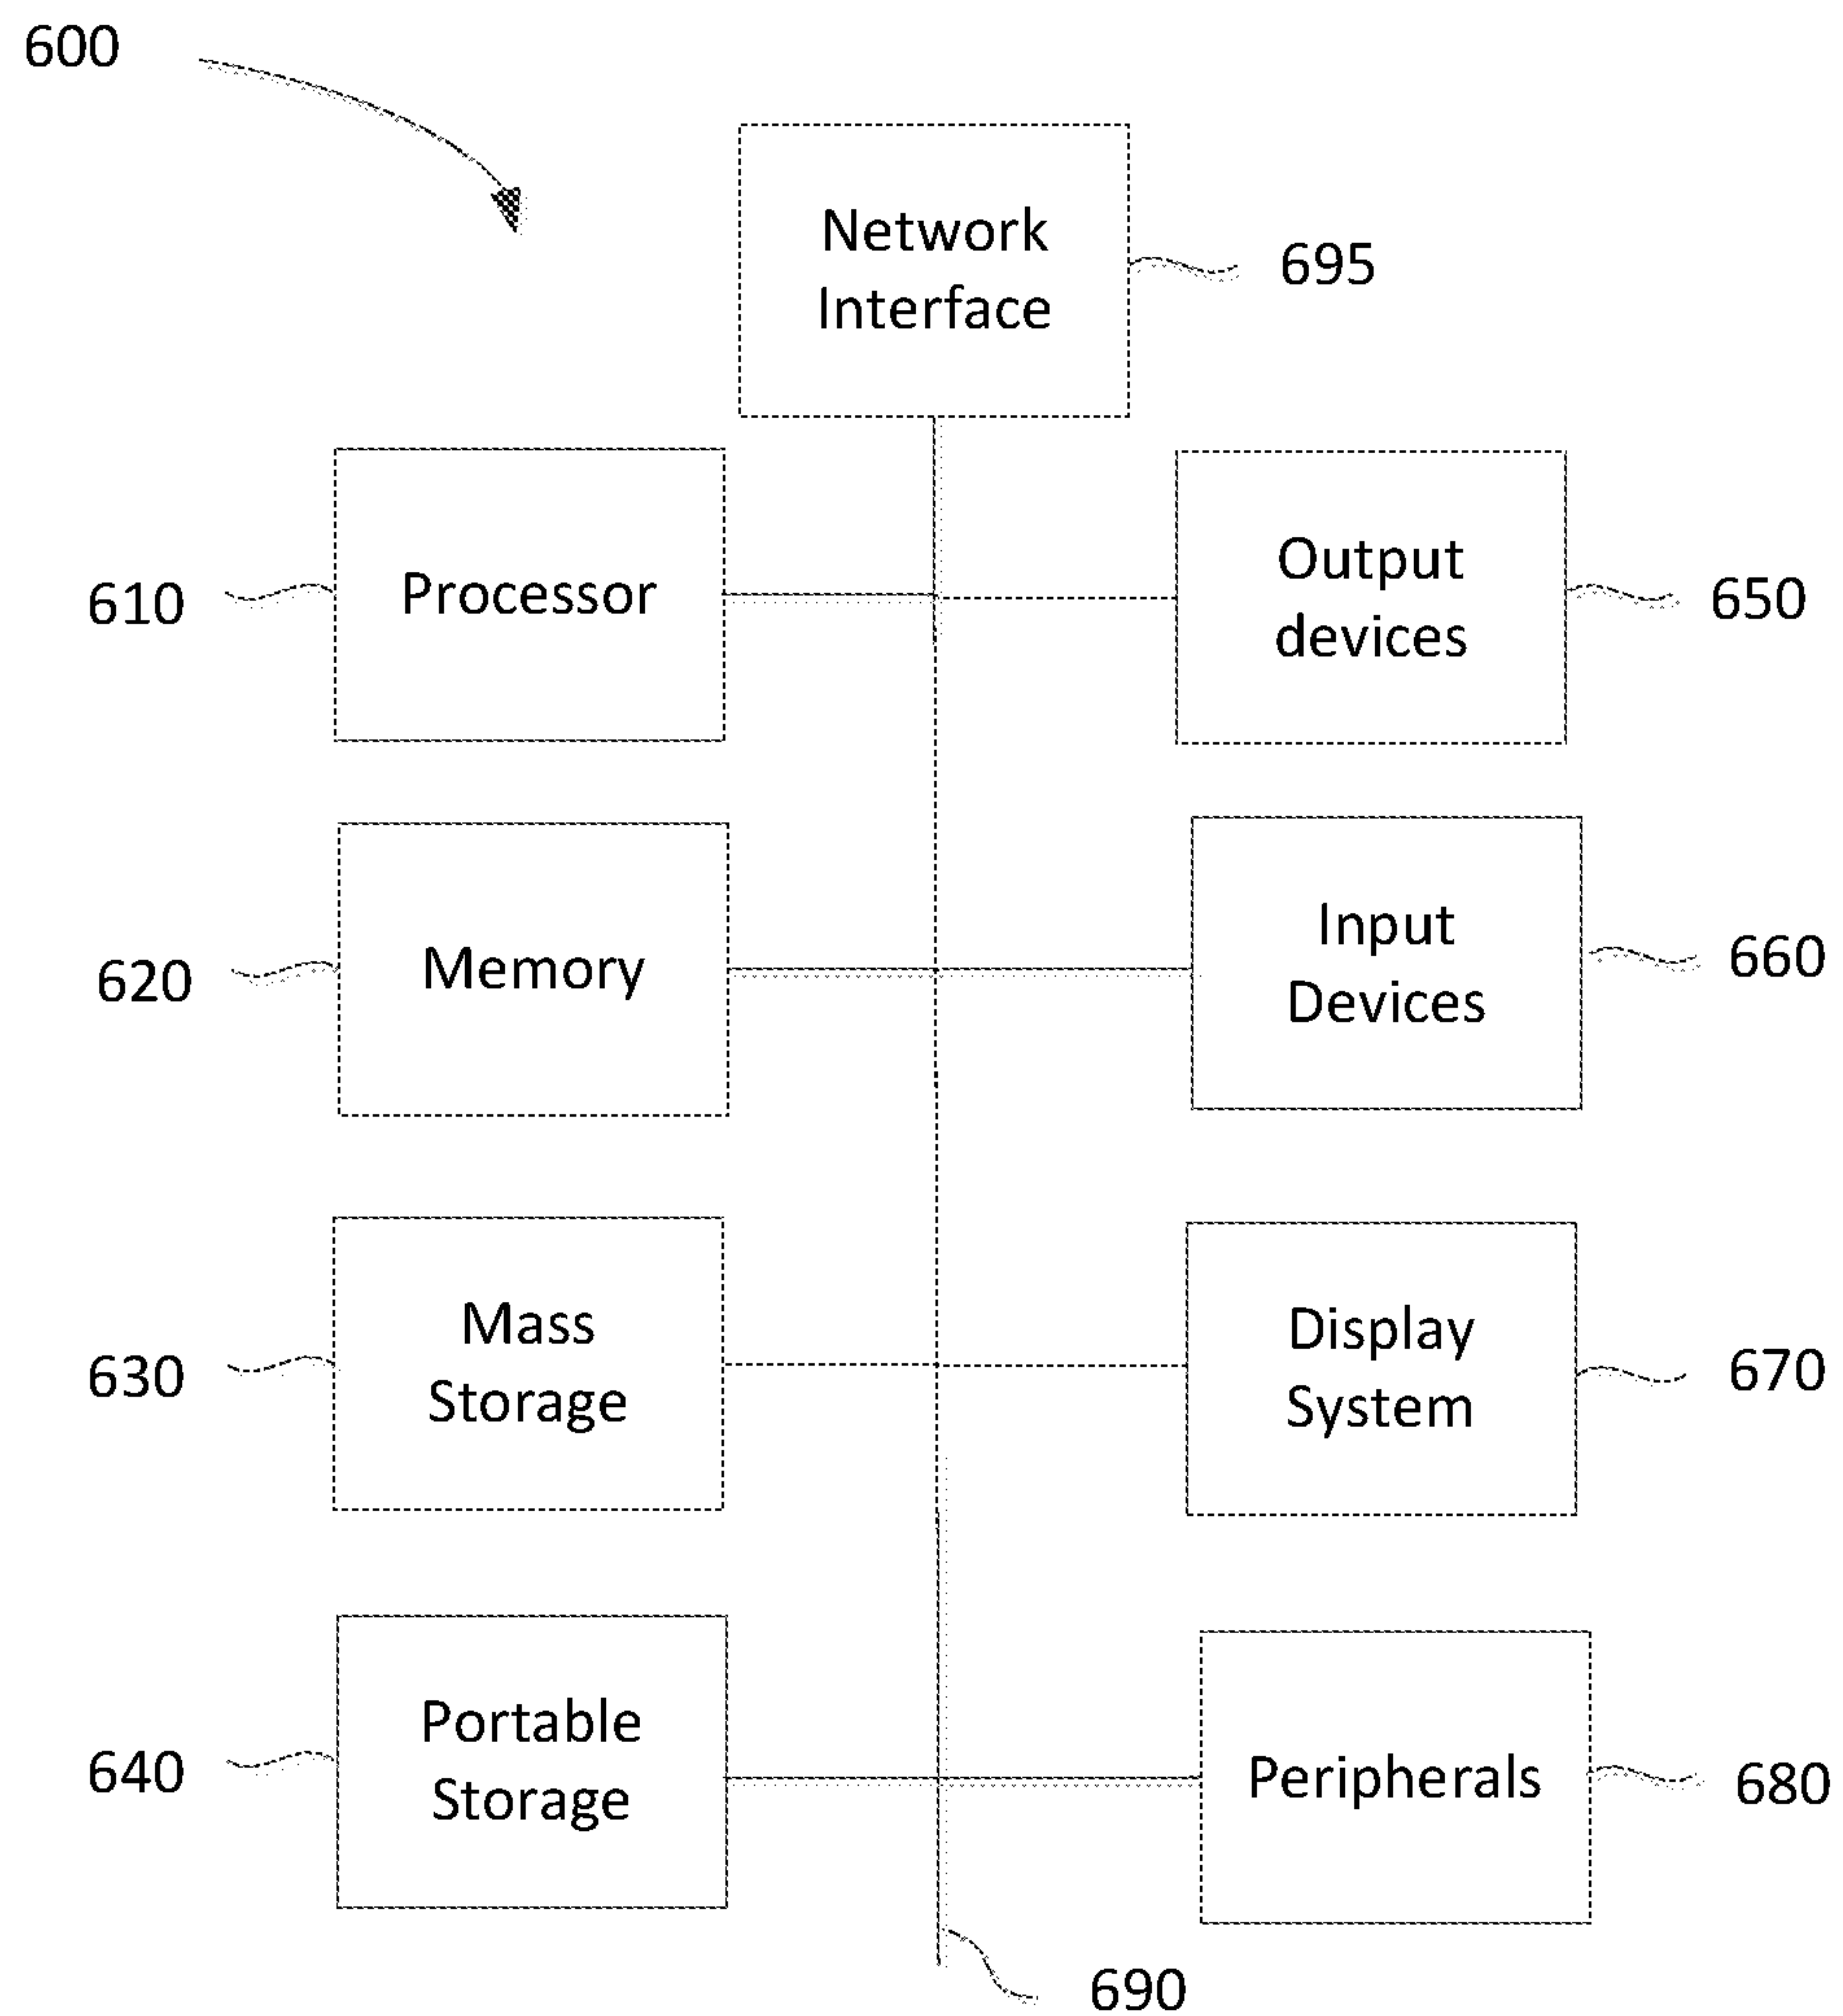 600
Network
Interface
695
610
Processor
Output
devices
650
620
Memory
Input
Devices
660
630
Mass
Storage
Display
System
670
640
Portable
Storage
Peripherals
680
690